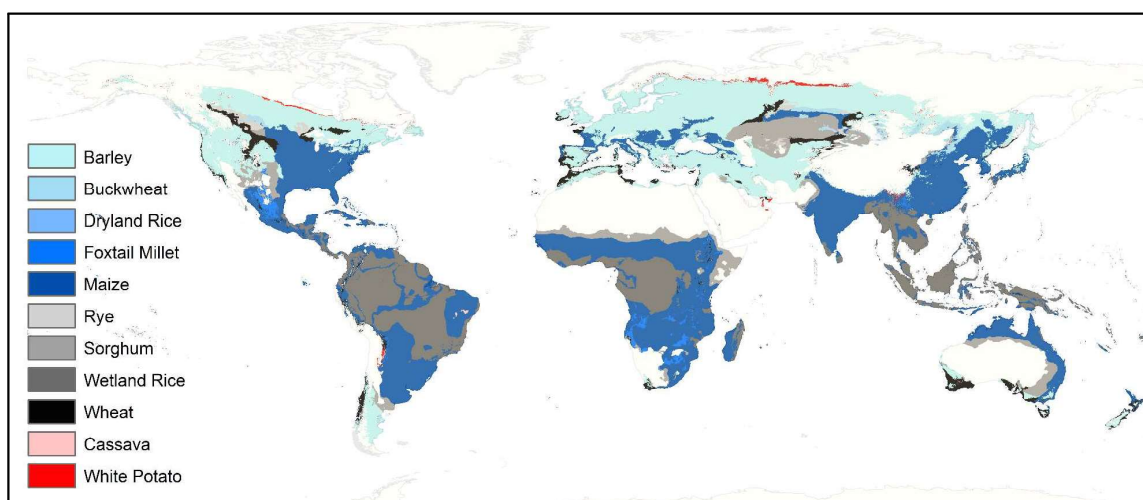 Barley
Buckwheat
Dryland Rice
Foxtail Millet
Maize
Rye
Sorghum
Wetland Rice
Wheat
Cassava
White Potato